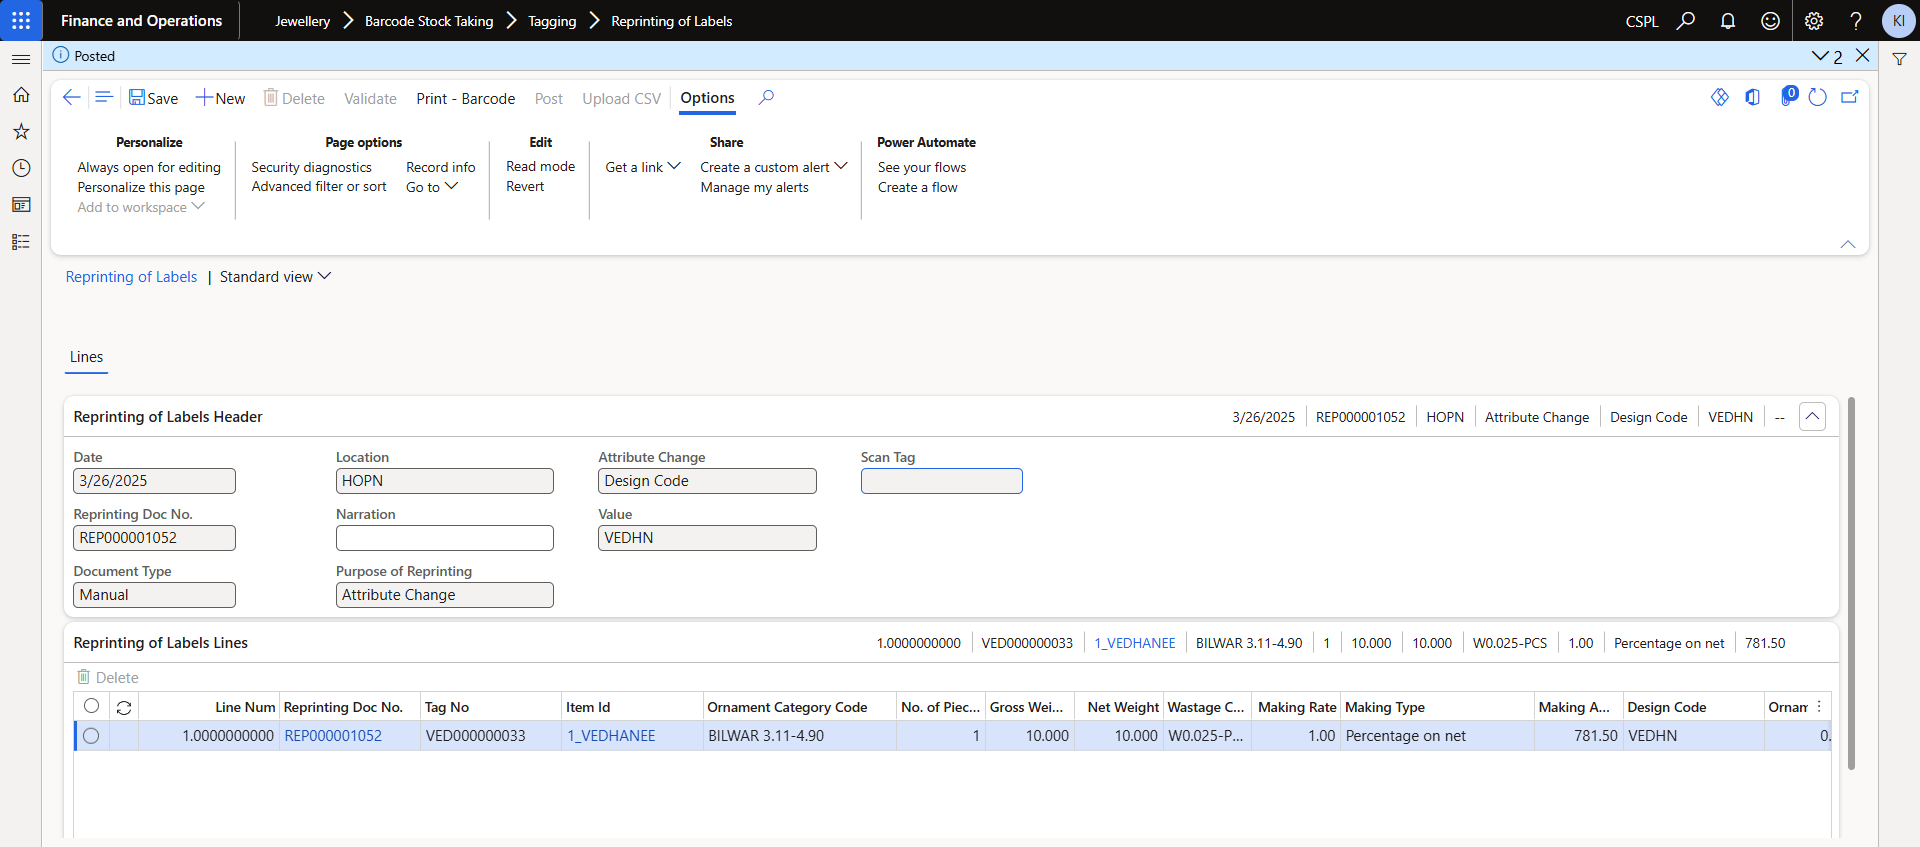 Finance and Operations
Jewellery > Barcode Stock Taking > Tagging > Reprinting of Labels
CSPL
KI
Posted
2
Save
New
Delete
Validate
Print - Barcode
Post
Upload CSV
Options
0
Personalize
Always open for editing
Personalize this page
Add to workspace
Page options
Security diagnostics
Advanced filter or sort
Record info
Go to
Edit
Read mode
Revert
Share
Get a link
Create a custom alert
Manage my alerts
Power Automate
See your flows
Create a flow
Reprinting of Labels | Standard view
Lines
Reprinting of Labels Header
3/26/2025 REP000001052 HOPN Attribute Change Design Code VEDHN --
Date
3/26/2025
Reprinting Doc No.
REP000001052
Document Type
Manual
Location
HOPN
Narration
Purpose of Reprinting
Attribute Change
Attribute Change
Design Code
Value
VEDHN
Scan Tag
Reprinting of Labels Lines
1.0000000000 VED000000033 1_VEDHANEE BILWAR 3.11-4.90 1 10.000 10.000 W0.025-PCS 1.00 Percentage on net 781.50
Delete
Line Num Reprinting Doc No. Tag No Item Id Ornament Category Code No. of Piec... Gross Wei... Net Weight Wastage C... Making Rate Making Type Making A... Design Code Ornam
1.0000000000 REP000001052 VED000000033 1_VEDHANEE BILWAR 3.11-4.90 1 10.000 10.000 W0.025-P... 1.00 Percentage on net 781.50 VEDHN 0.